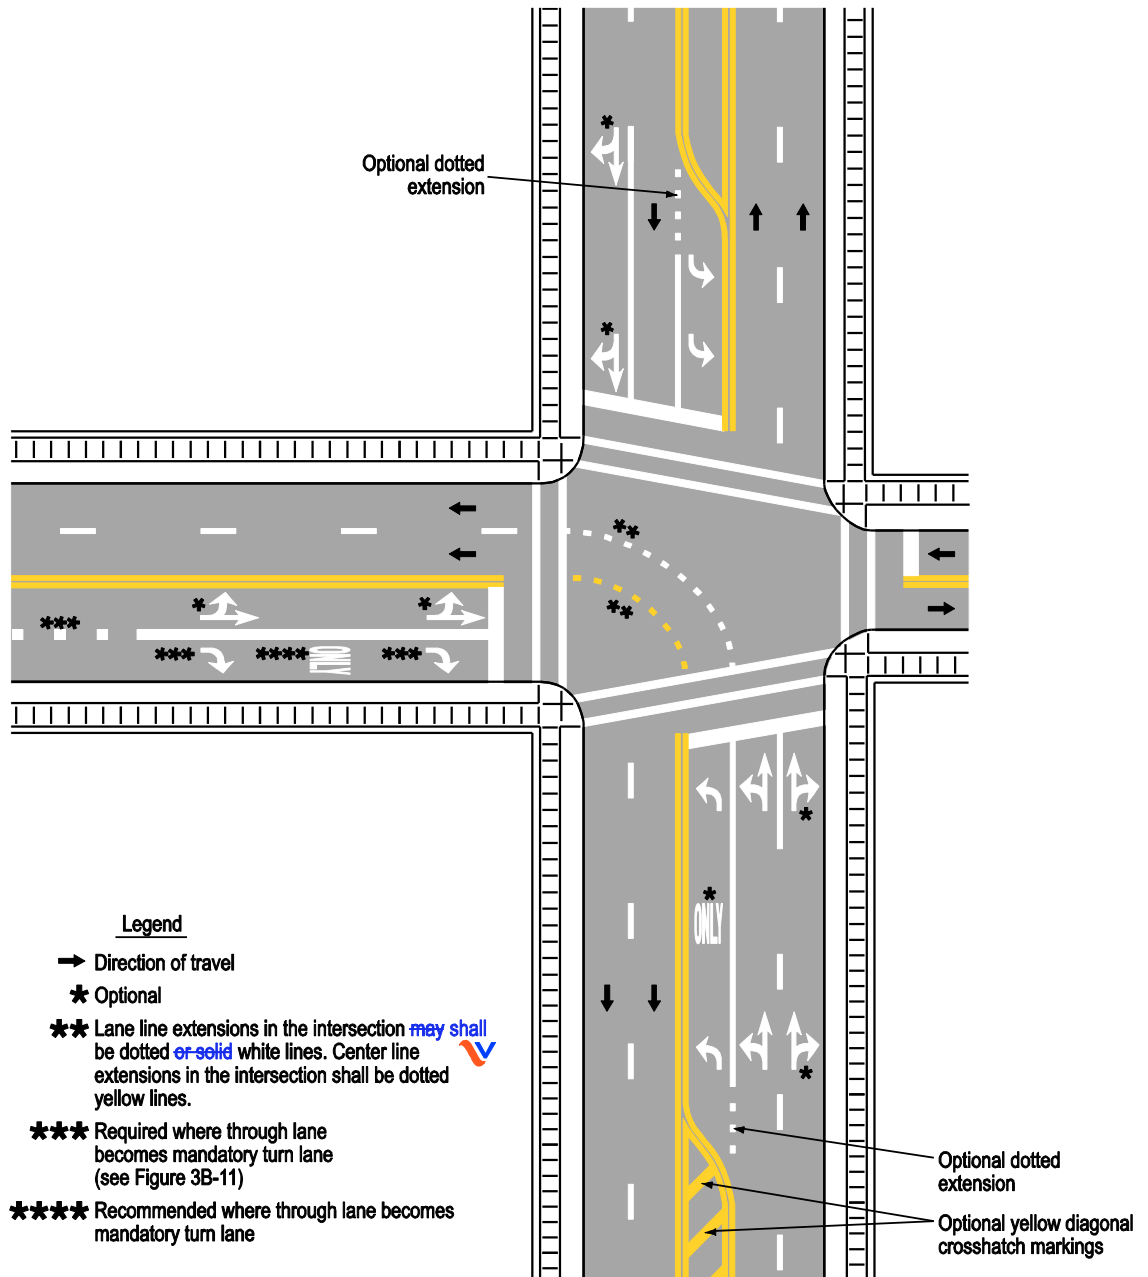 Optional dotted
extension
ONLY
ONLY
Legend
Direction of travel
* Optional
** Lane line extensions in the intersection may shall
be dotted or solid white lines. Center line
extensions in the intersection shall be dotted
yellow lines.
*** Required where through lane
becomes mandatory turn lane
(see Figure 3B-11)
**** Recommended where through lane becomes
mandatory turn lane
Optional dotted
extension
Optional yellow diagonal
crosshatch markings